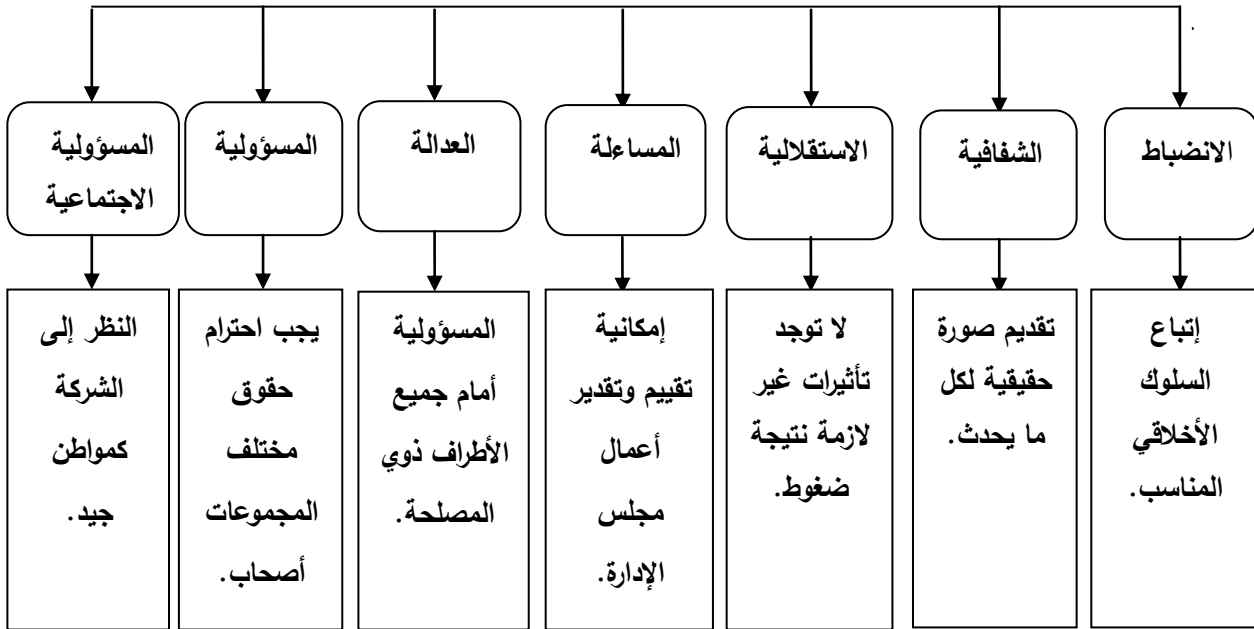 الانضباط
الشفافية
الاستقلالية
المساءلة
العدالة
المسؤولية
المسؤولية
الاجتماعية
إتباع
السلوك
الأخلاقي
المناسب.
تقديم صورة
حقيقية لكل
ما يحدث.
لا توجد
تأثيرات غير
لازمة نتيجة
ضغوط.
إمكانية
تقييم وتقدير
أعمال
مجلس
الإدارة.
المسؤولية
أمام جميع
الأطراف ذوي
المصلحة.
يجب احترام
حقوق
مختلف
المجموعات
أصحاب.
النظر إلى
الشركة
كمواطن
جيد.